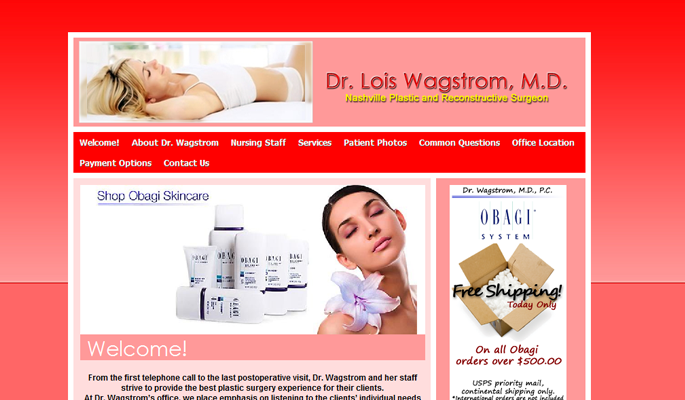 Dr. Lois Wagstrom, M.D.
Nashville Plastic and Reconstructive Surgeon
Welcome! About Dr. Wagstrom Nursing Staff Services Patient Photos Common Questions Office Location
Payment Options Contact Us
Shop Obagi Skincare
OBAGI
OBAGI
OBAGI
OBAGI
OBAGI
Welcome!
From the first telephone call to the last postoperative visit, Dr. Wagstrom and her staff
strive to provide the best plastic surgery experience for their clients.
At Dr. Wagstrom's office, we place emphasis on listening to the clients' individual needs
Dr. Wagstrom, M.D., P.C.
OBAGI
SYSTEM
Free Shipping!
Today Only
On all Obagi
orders over $500.00
USPS priority mail,
continental shipping only.
*International orders are not included